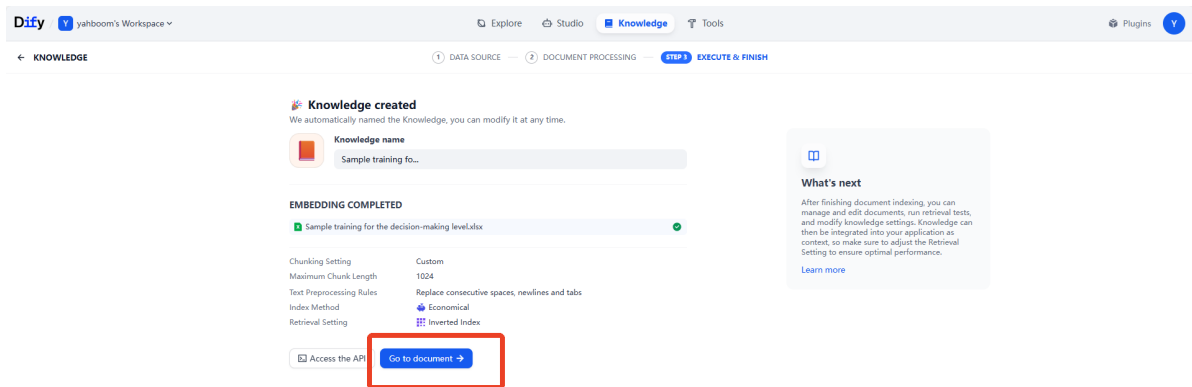 Dify / Y yahboom's Workspace
Explore Studio Knowledge Tools
Plugins Y
← KNOWLEDGE
1 DATA SOURCE — 2 DOCUMENT PROCESSING — STEP 3 EXECUTE & FINISH
Knowledge created
We automatically named the Knowledge, you can modify it at any time.
Knowledge name
Sample training fo...
EMBEDDING COMPLETED
Sample training for the decision-making level.xlsx
Chunking Setting Custom
Maximum Chunk Length 1024
Text Preprocessing Rules Replace consecutive spaces, newlines and tabs
Index Method Economical
Retrieval Setting Inverted Index
Access the API
Go to document →
What's next
After finishing document indexing, you can
manage and edit documents, run retrieval tests,
and modify knowledge settings. Knowledge can
then be integrated into your application as
context, so make sure to adjust the Retrieval
Setting to ensure optimal performance.
Learn more